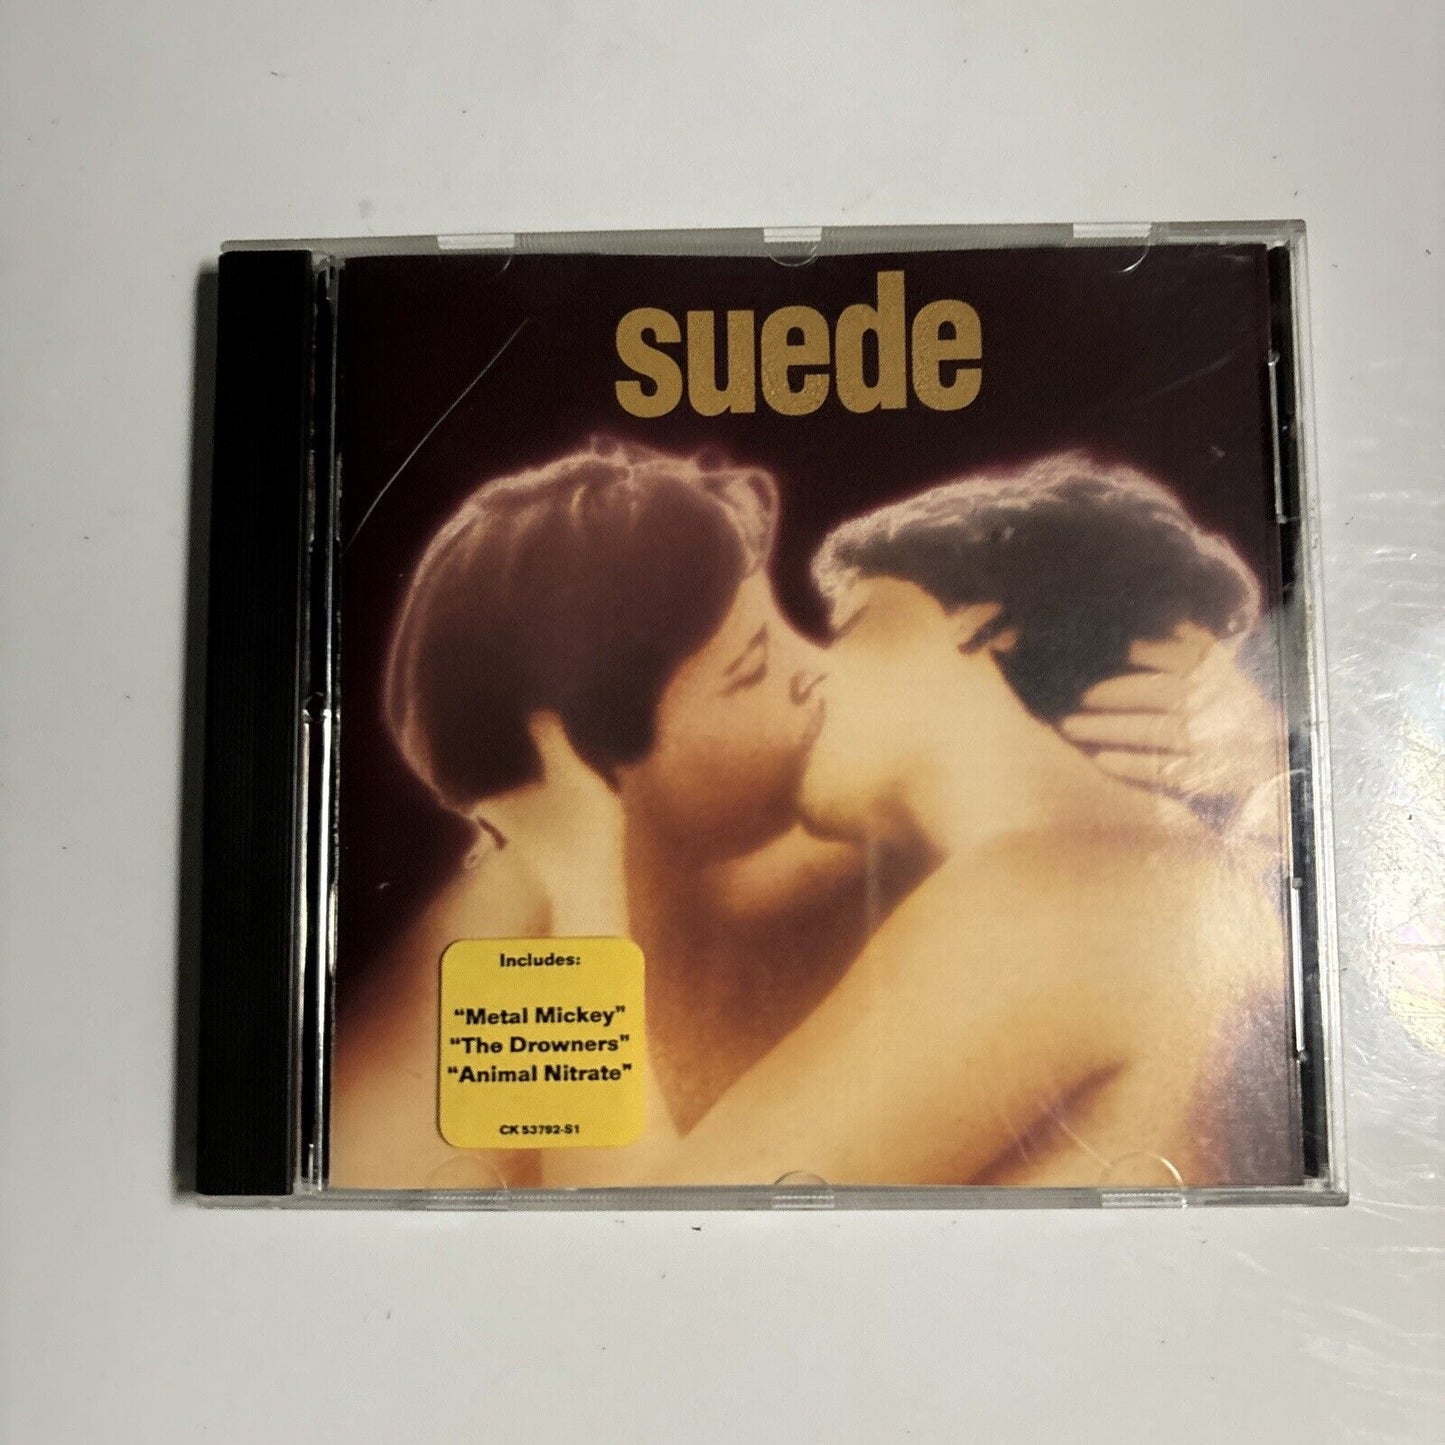 suede
Includes:
“Metal Mickey”
“The Drowners”
“Animal Nitrate”
CK 53792-S1